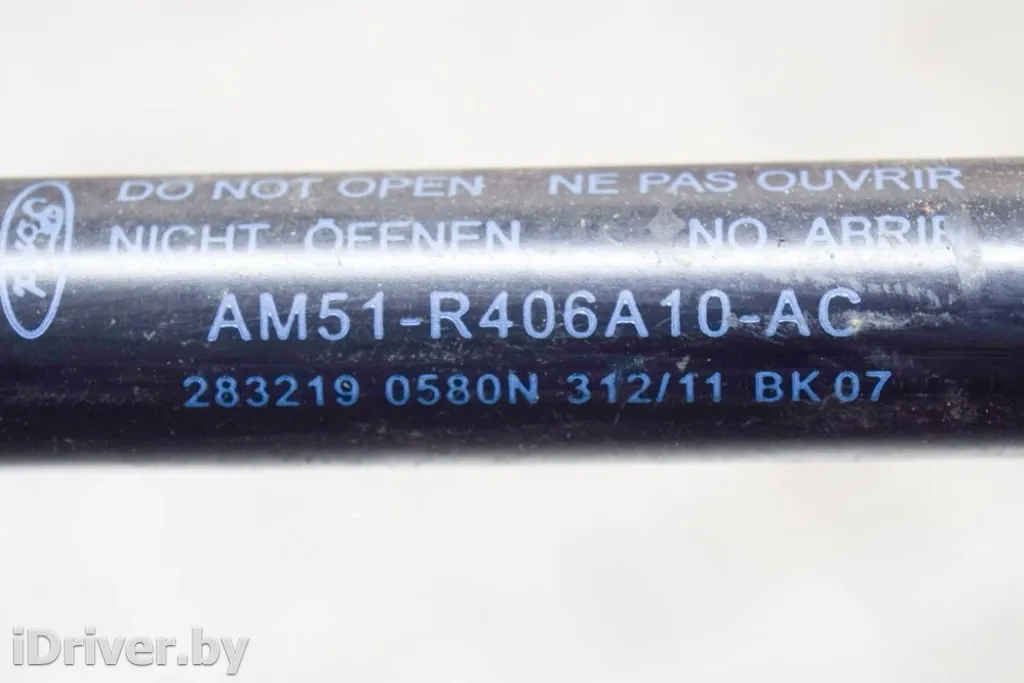 Ford
DO NOT OPEN NE PAS OUVRIR
NICHT ÖFFNEN NO ABRIR
AM51-R406A10-AC
283219 0580N 312/11 BK07
iDriver.by